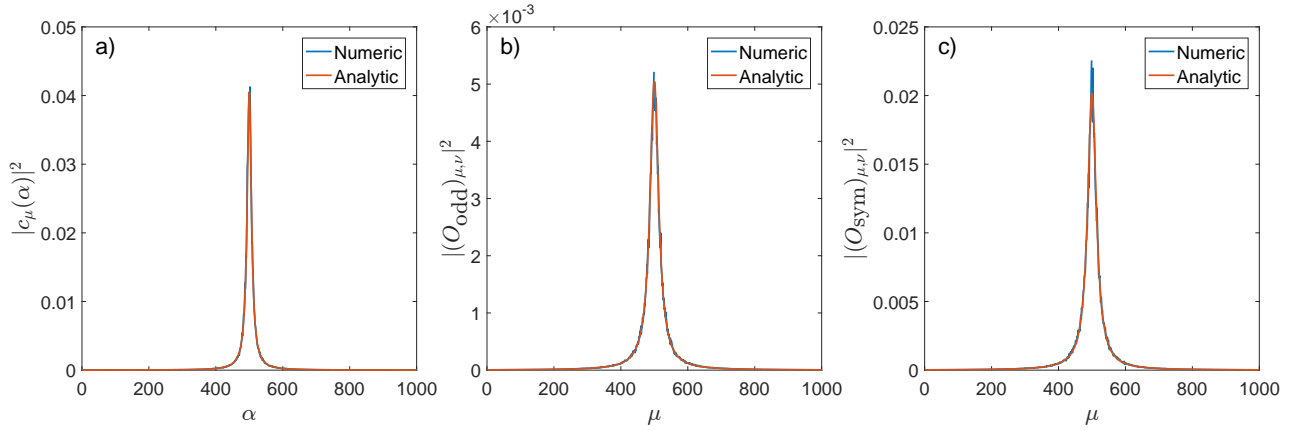 a)
0.05
0.04
0.03
0.02
0.01
0
0 200 400 600 800 1000
α
|c_μ(α)|²
Numeric
Analytic
b)
×10⁻³
6
5
4
3
2
1
0
0 200 400 600 800 1000
μ
|(O_odd)_μ,ν|²
Numeric
Analytic
c)
0.025
0.02
0.015
0.01
0.005
0
0 200 400 600 800 1000
μ
|(O_sym)_μ,ν|²
Numeric
Analytic